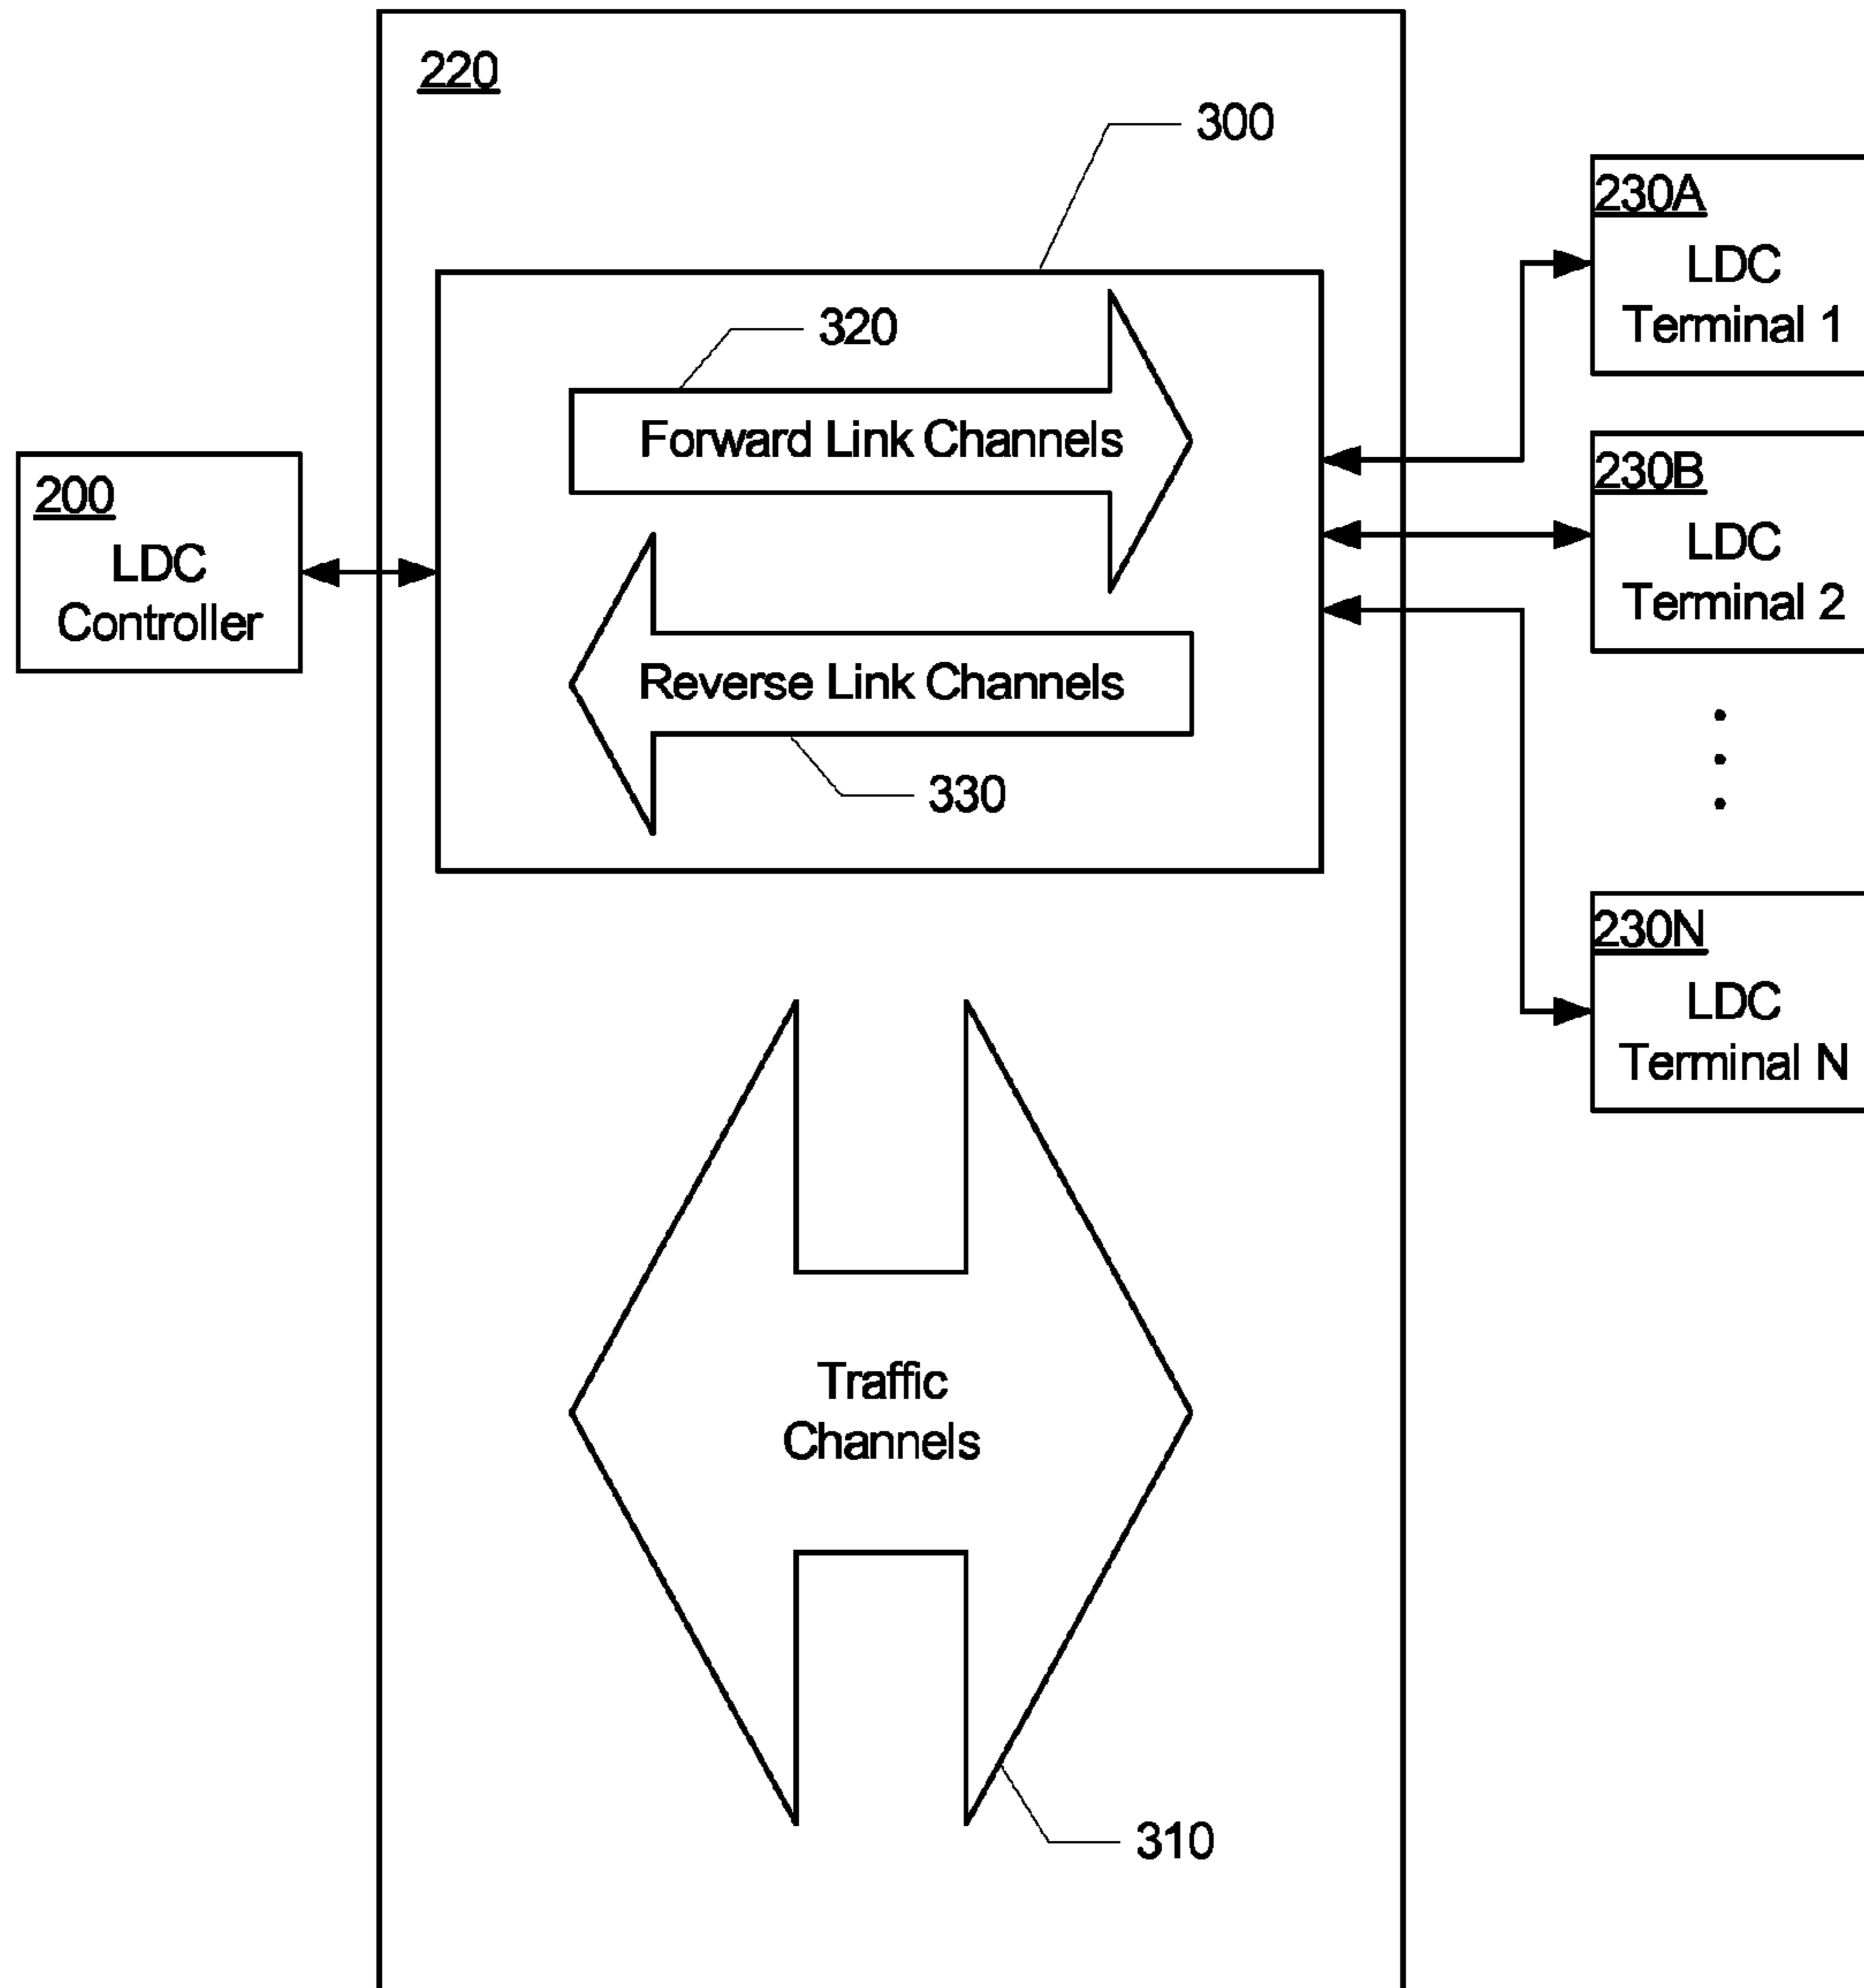 220
300
230A
LDC
Terminal 1
320
Forward Link Channels
230B
LDC
Terminal 2
200
LDC
Controller
Reverse Link Channels
330
230N
LDC
Terminal N
Traffic
Channels
310